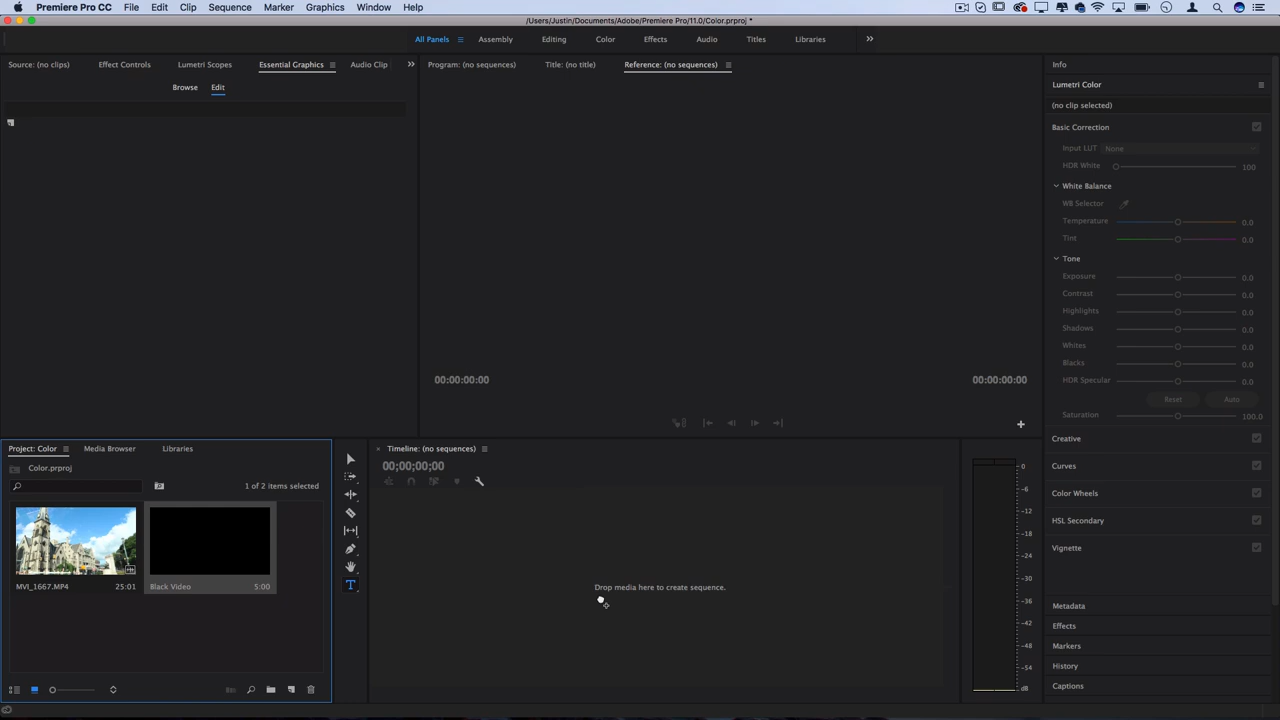 Premiere Pro CC File Edit Clip Sequence Marker Graphics Window Help
/Users/Justin/Documents/Adobe/Premiere Pro/11.0/Color.prproj *
All Panels Assembly Editing Color Effects Audio Titles Libraries
Source: (no clips) Effect Controls Lumetri Scopes Essential Graphics Audio Clip
Browse Edit
Program: (no sequences) Title: (no title) Reference: (no sequences)
00:00:00:00 00:00:00:00
Info
Lumetri Color
(no clip selected)
Basic Correction
Input LUT None
HDR White 100
White Balance
WB Selector
Temperature 0.0
Tint 0.0
Tone
Exposure 0.0
Contrast 0.0
Highlights 0.0
Shadows 0.0
Whites 0.0
Blacks 0.0
HDR Specular 0.0
Reset Auto
Saturation 100.0
Creative
Curves
Color Wheels
HSL Secondary
Vignette
Metadata
Effects
Markers
History
Captions
Project: Color Media Browser Libraries
Color.prproj
1 of 2 items selected
MVI_1667.MP4 25:01 Black Video 5:00
T
Timeline: (no sequences)
00;00;00;00
Drop media here to create sequence.
0
-6
-12
-18
-24
-30
-36
-42
-48
-54
dB